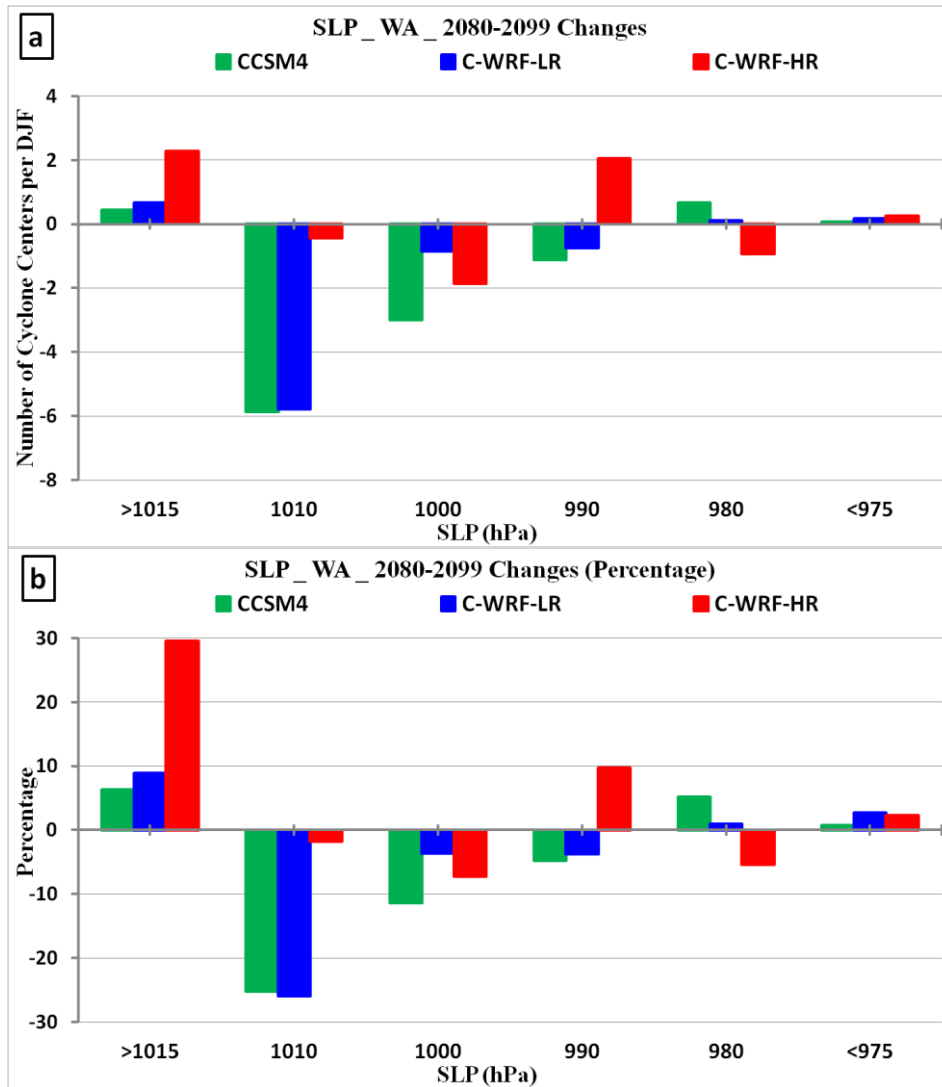 a
SLP _ WA _ 2080-2099 Changes
CCSM4 C-WRF-LR C-WRF-HR
Number of Cyclone Centers per DJF
4
2
0
-2
-4
-6
-8
>1015 1010 1000 990 980 <975
SLP (hPa)
b
SLP _ WA _ 2080-2099 Changes (Percentage)
CCSM4 C-WRF-LR C-WRF-HR
Percentage
30
20
10
0
-10
-20
-30
>1015 1010 1000 990 980 <975
SLP (hPa)